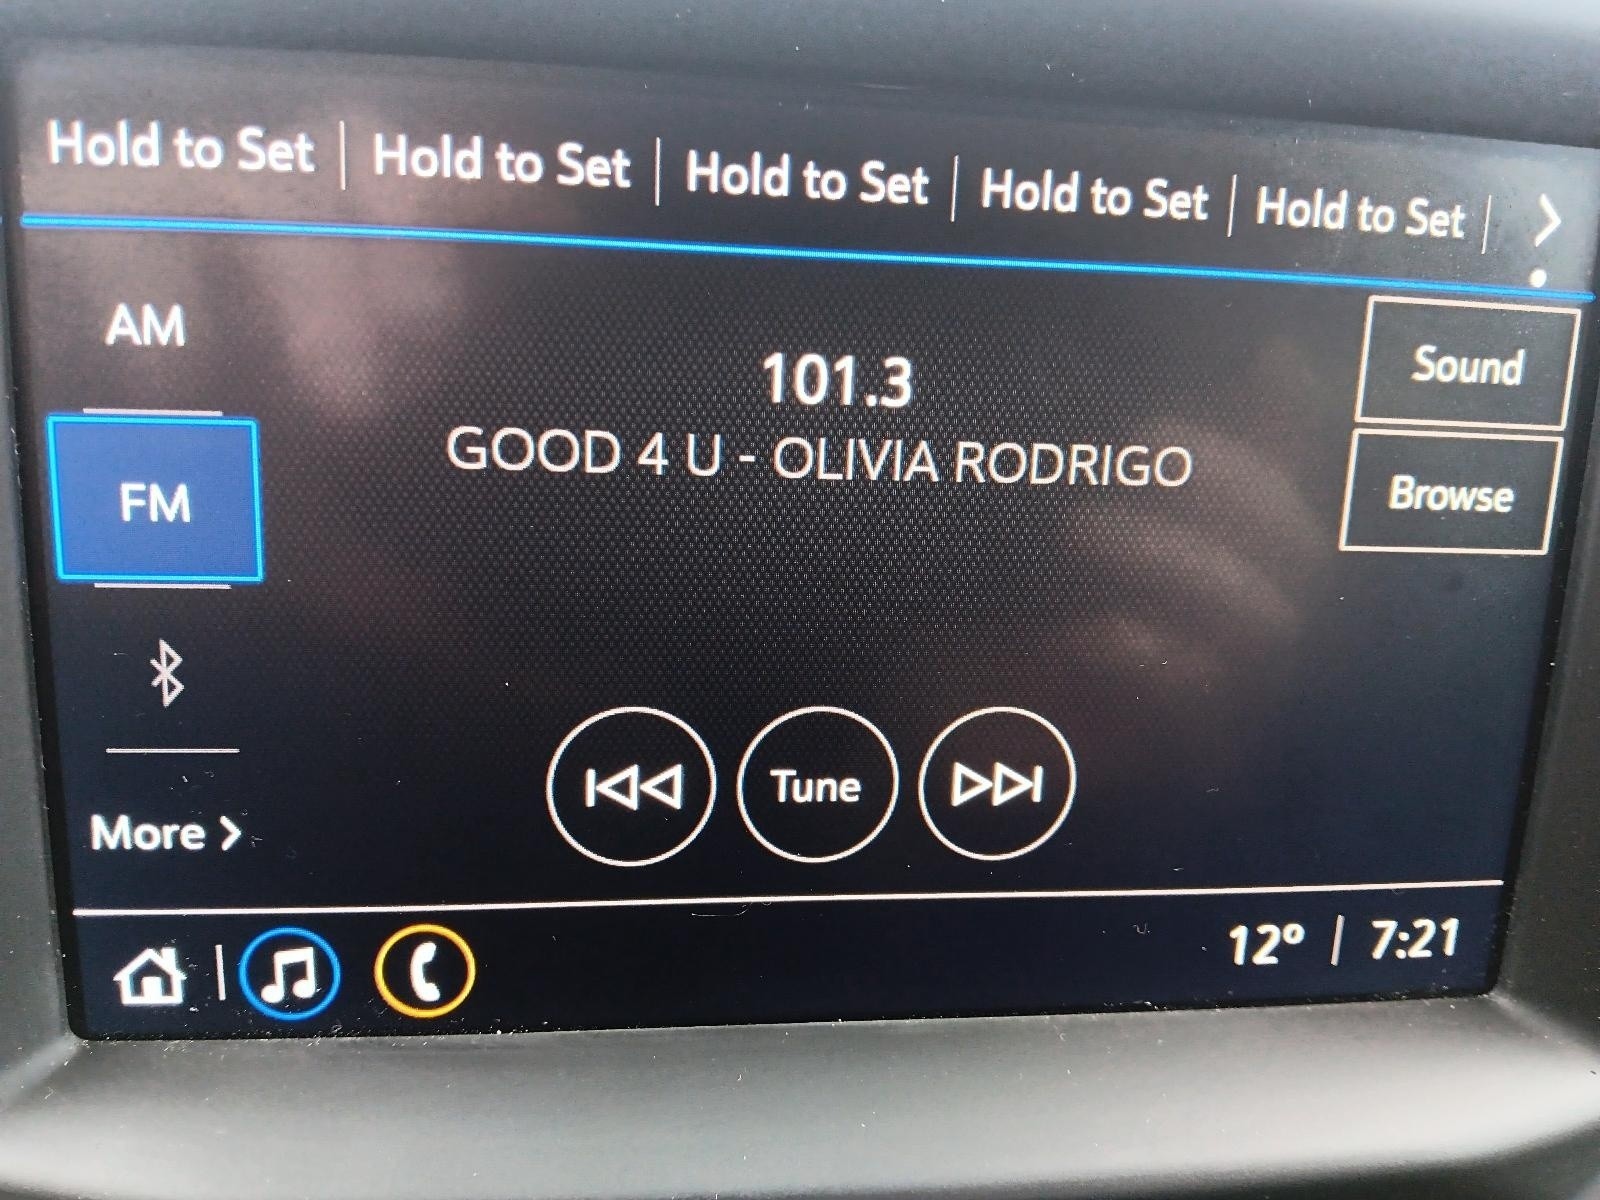 Hold to Set | Hold to Set | Hold to Set | Hold to Set | Hold to Set |
AM
Sound
101.3
GOOD 4 U - OLIVIA RODRIGO
FM
Browse
Tune
More >
12° | 7:21